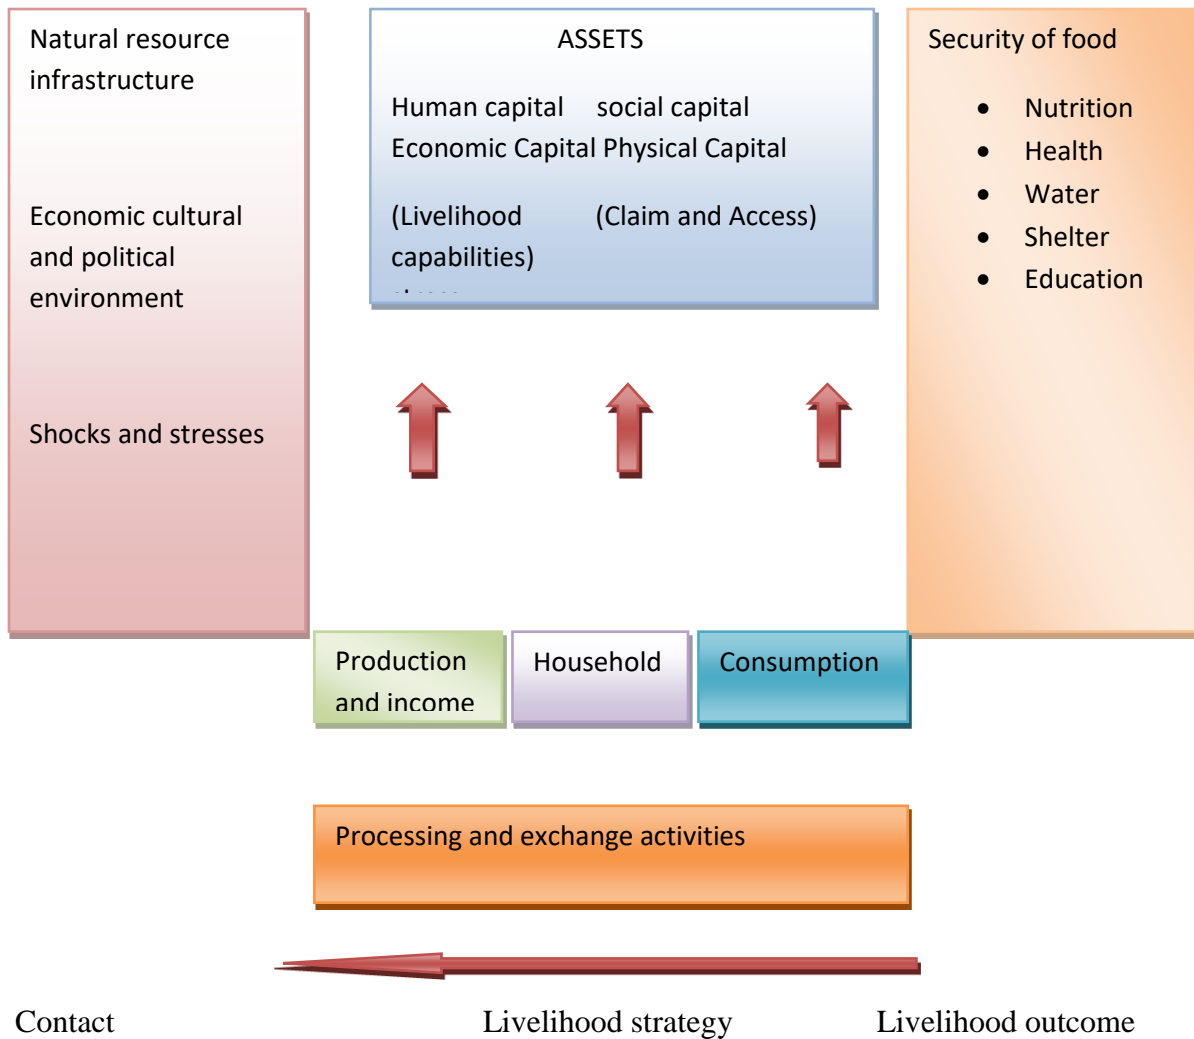 Natural resource
infrastructure
Economic cultural
and political
environment
Shocks and stresses
ASSETS
Human capital social capital
Economic Capital Physical Capital
(Livelihood (Claim and Access)
capabilities)
Security of food
• Nutrition
• Health
• Water
• Shelter
• Education
Production
and income
Household
Consumption
Processing and exchange activities
Contact Livelihood strategy Livelihood outcome